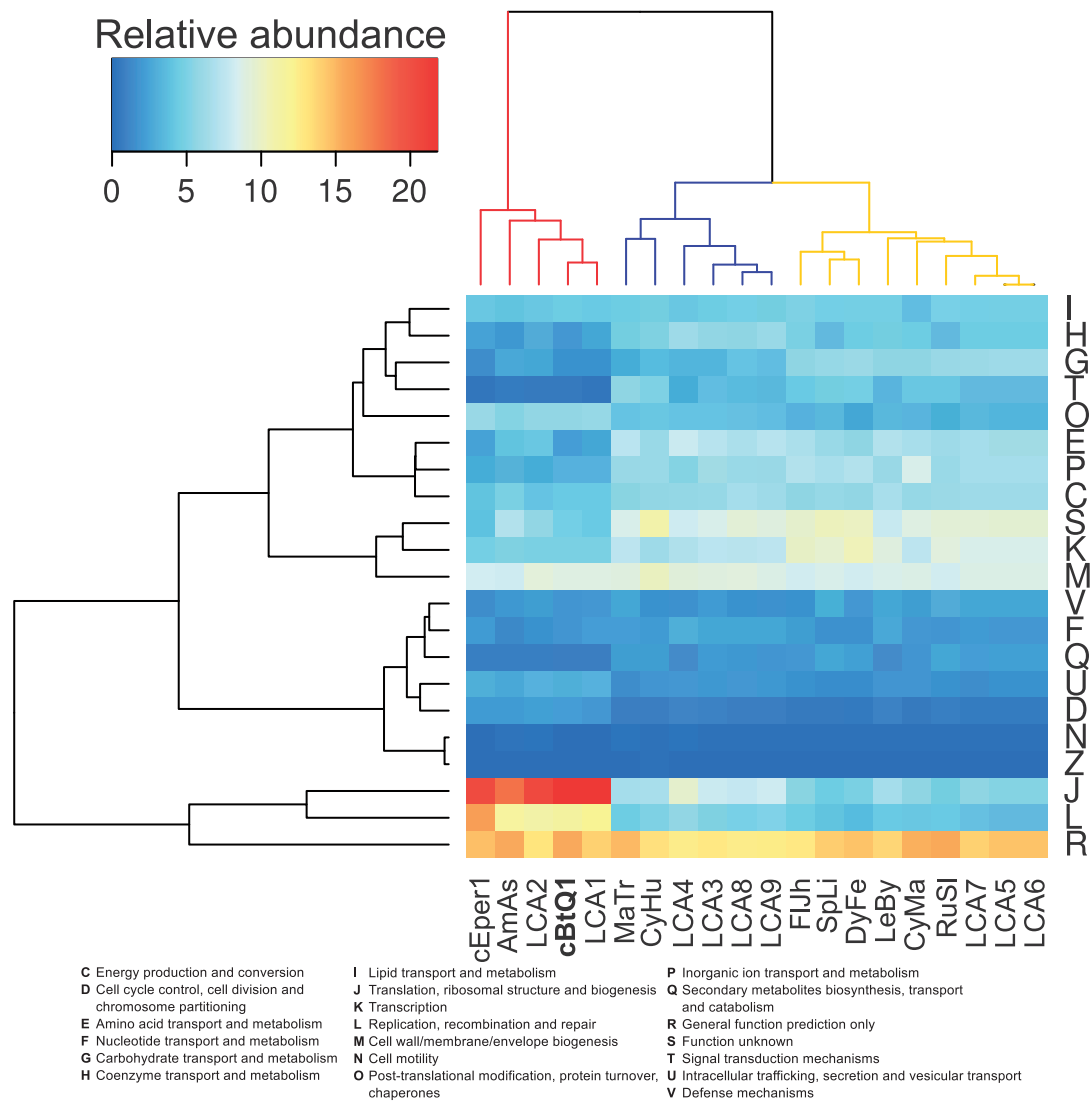 Relative abundance
0 5 10 15 20
I
H
G
T
O
E
P
C
S
K
M
V
F
Q
U
D
N
Z
J
L
R
cEper1
AmAs
LCA2
cBtQ1
LCA1
MaTr
CyHu
LCA4
LCA3
LCA8
LCA9
FlJh
SpLi
DyFe
LeBy
CyMa
RuSl
LCA7
LCA5
LCA6
C Energy production and conversion
D Cell cycle control, cell division and
chromosome partitioning
E Amino acid transport and metabolism
F Nucleotide transport and metabolism
G Carbohydrate transport and metabolism
H Coenzyme transport and metabolism
I Lipid transport and metabolism
J Translation, ribosomal structure and biogenesis
K Transcription
L Replication, recombination and repair
M Cell wall/membrane/envelope biogenesis
N Cell motility
O Post-translational modification, protein turnover,
chaperones
P Inorganic ion transport and metabolism
Q Secondary metabolites biosynthesis, transport
and catabolism
R General function prediction only
S Function unknown
T Signal transduction mechanisms
U Intracellular trafficking, secretion and vesicular transport
V Defense mechanisms